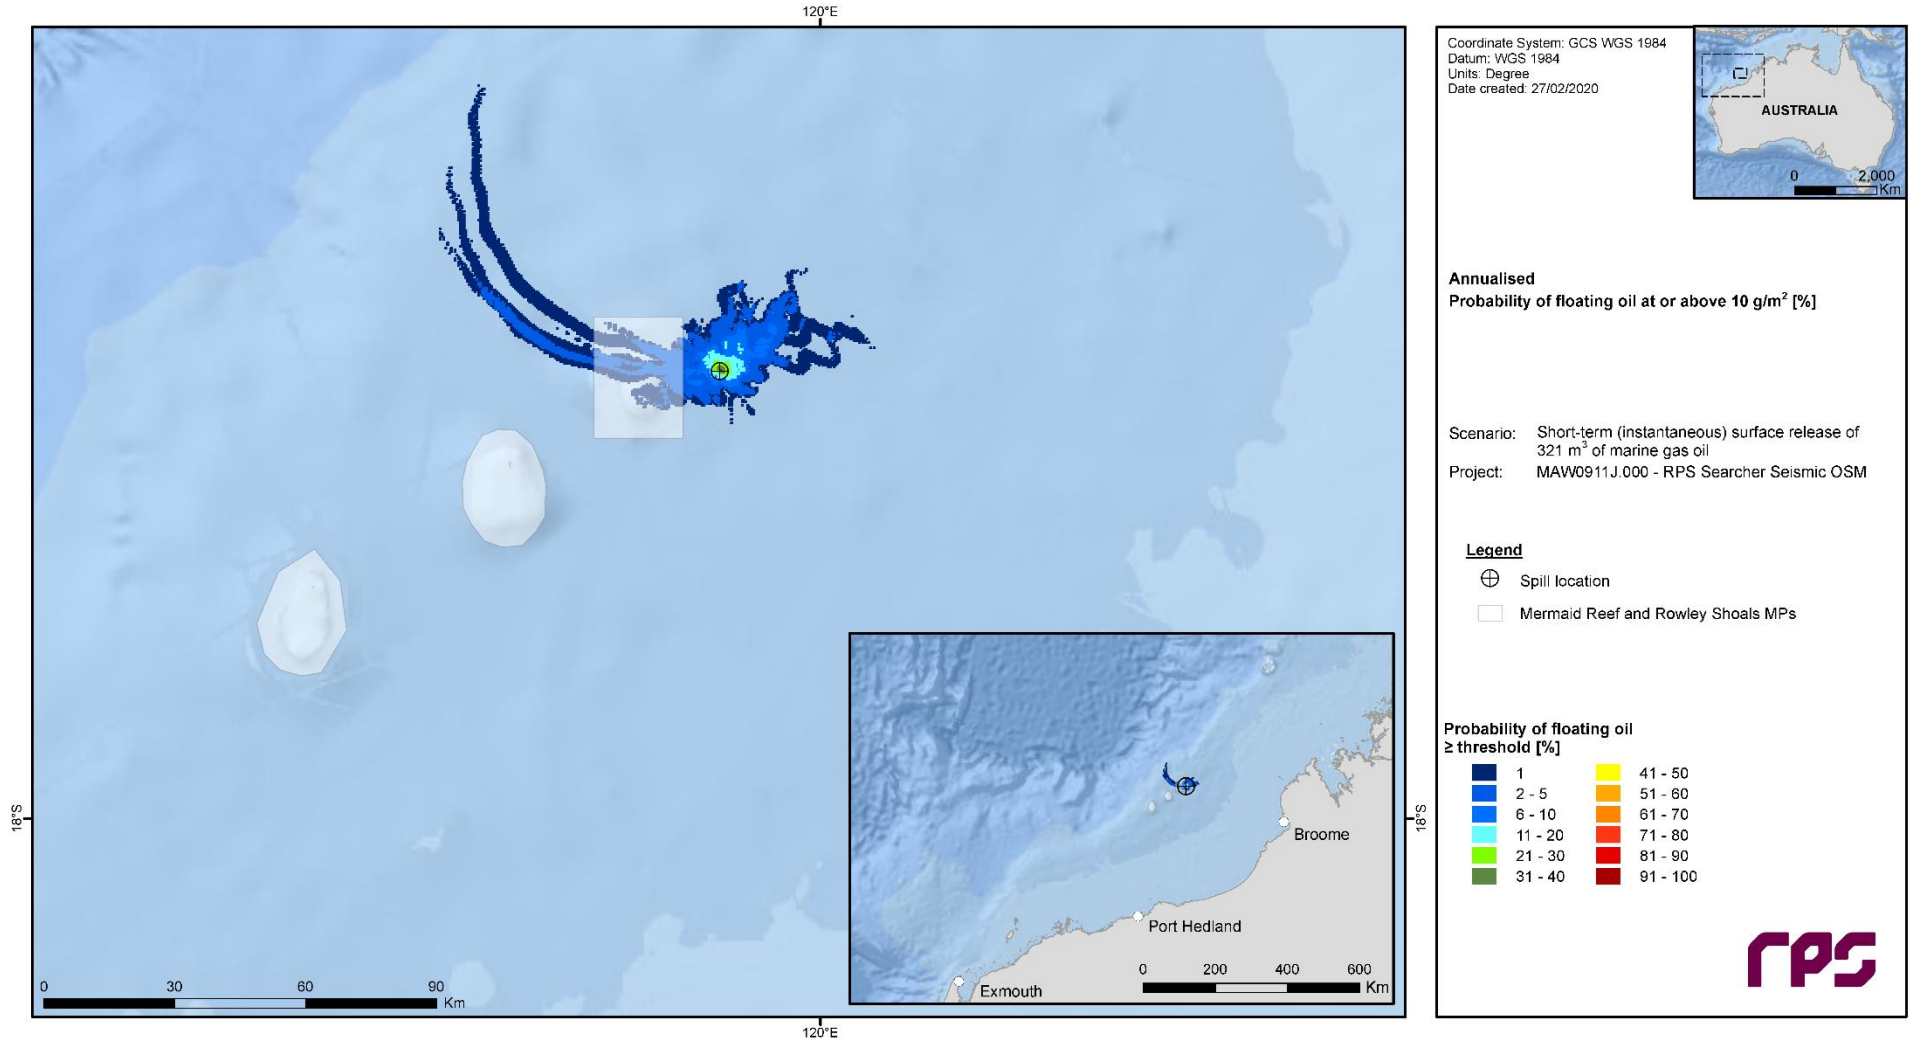 120°E
18°S
18°S
120°E
0 30 60 90 Km
Broome
Port Hedland
Exmouth
0 200 400 600
Km
Coordinate System: GCS WGS 1984
Datum: WGS 1984
Units: Degree
Date created: 27/02/2020
AUSTRALIA
0 2,000
Km
Annualised
Probability of floating oil at or above 10 g/m² [%]
Scenario: Short-term (instantaneous) surface release of
321 m³ of marine gas oil
Project: MAW0911J.000 - RPS Searcher Seismic OSM
Legend
Spill location
Mermaid Reef and Rowley Shoals MPs
Probability of floating oil
≥ threshold [%]
1 41 - 50
2 - 5 51 - 60
6 - 10 61 - 70
11 - 20 71 - 80
21 - 30 81 - 90
31 - 40 91 - 100
rps